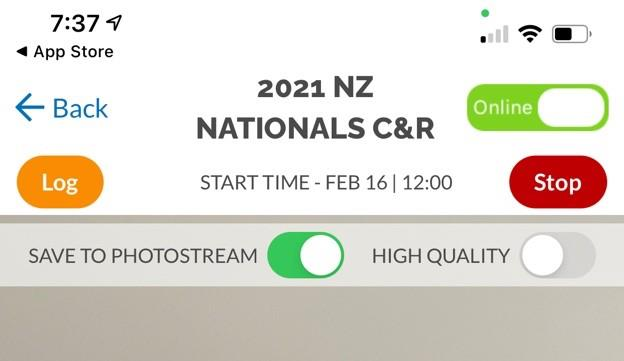 7:37
◀ App Store
← Back
2021 NZ
NATIONALS C&R
Online
Log
START TIME - FEB 16 | 12:00
Stop
SAVE TO PHOTOSTREAM
HIGH QUALITY